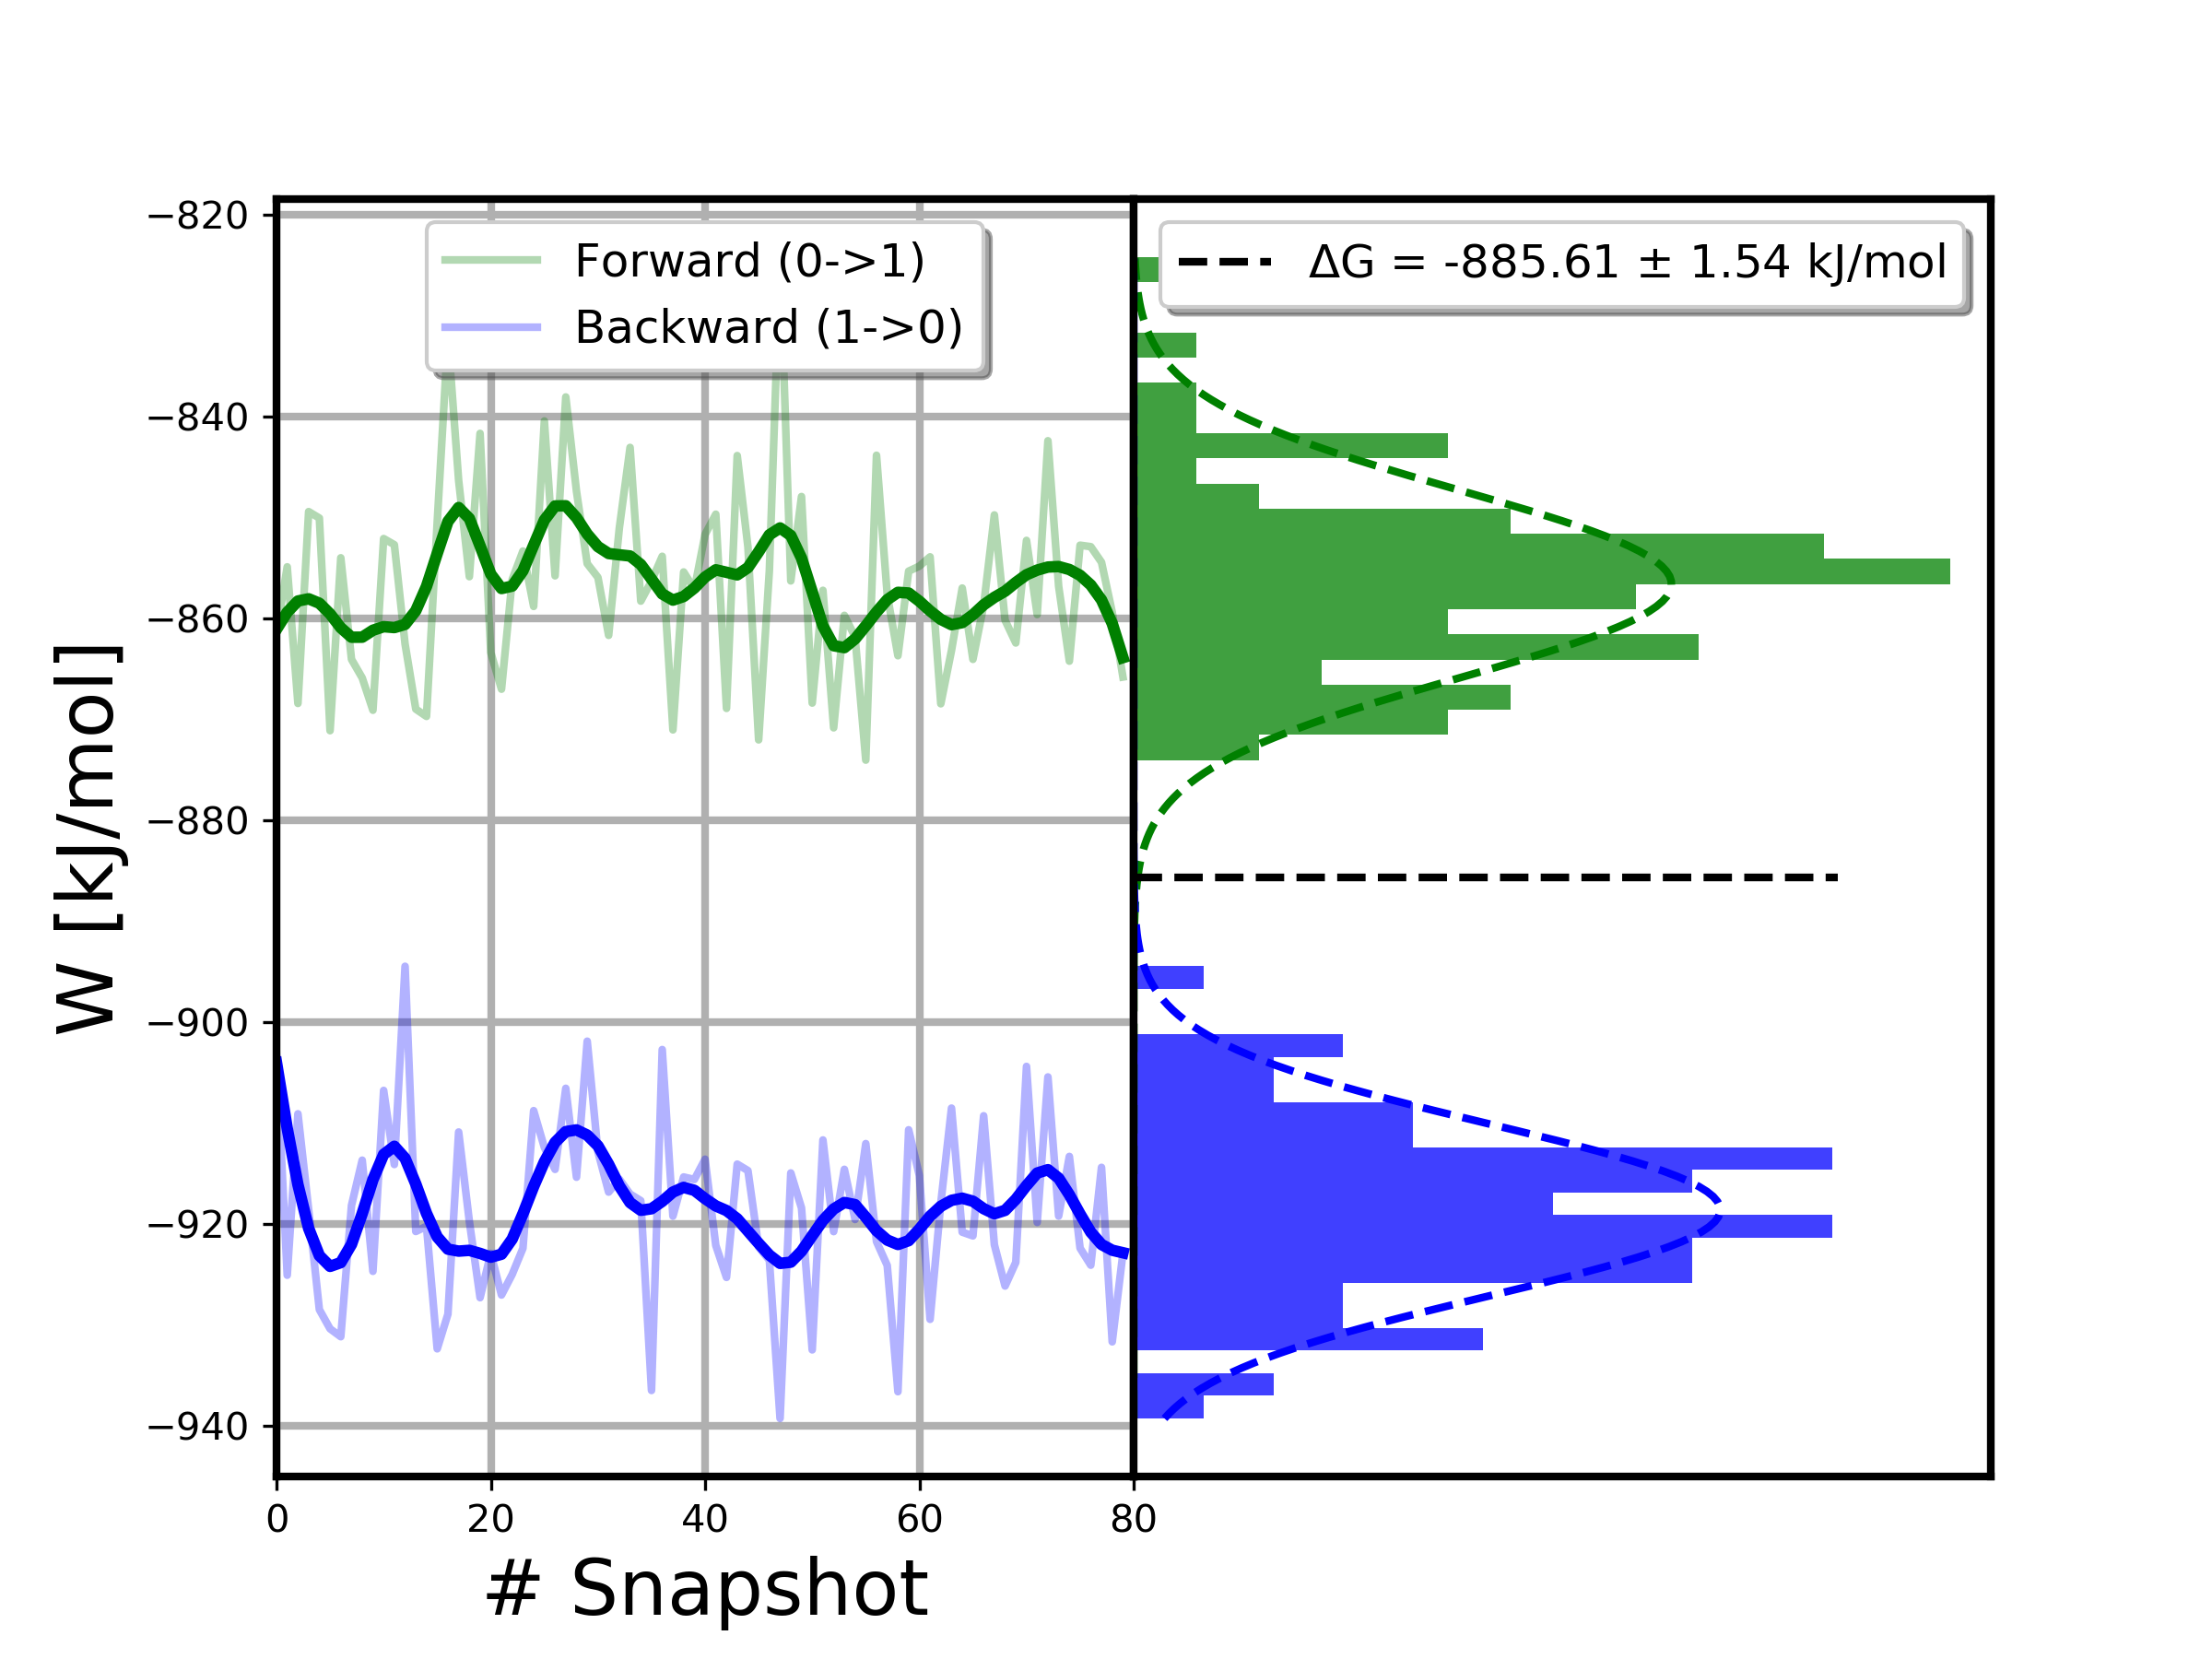 −820
−840
−860
−880
−900
−920
−940
W [kJ/mol]
Forward (0->1)
Backward (1->0)
ΔG = -885.61 ± 1.54 kJ/mol
0 20 40 60 80
# Snapshot